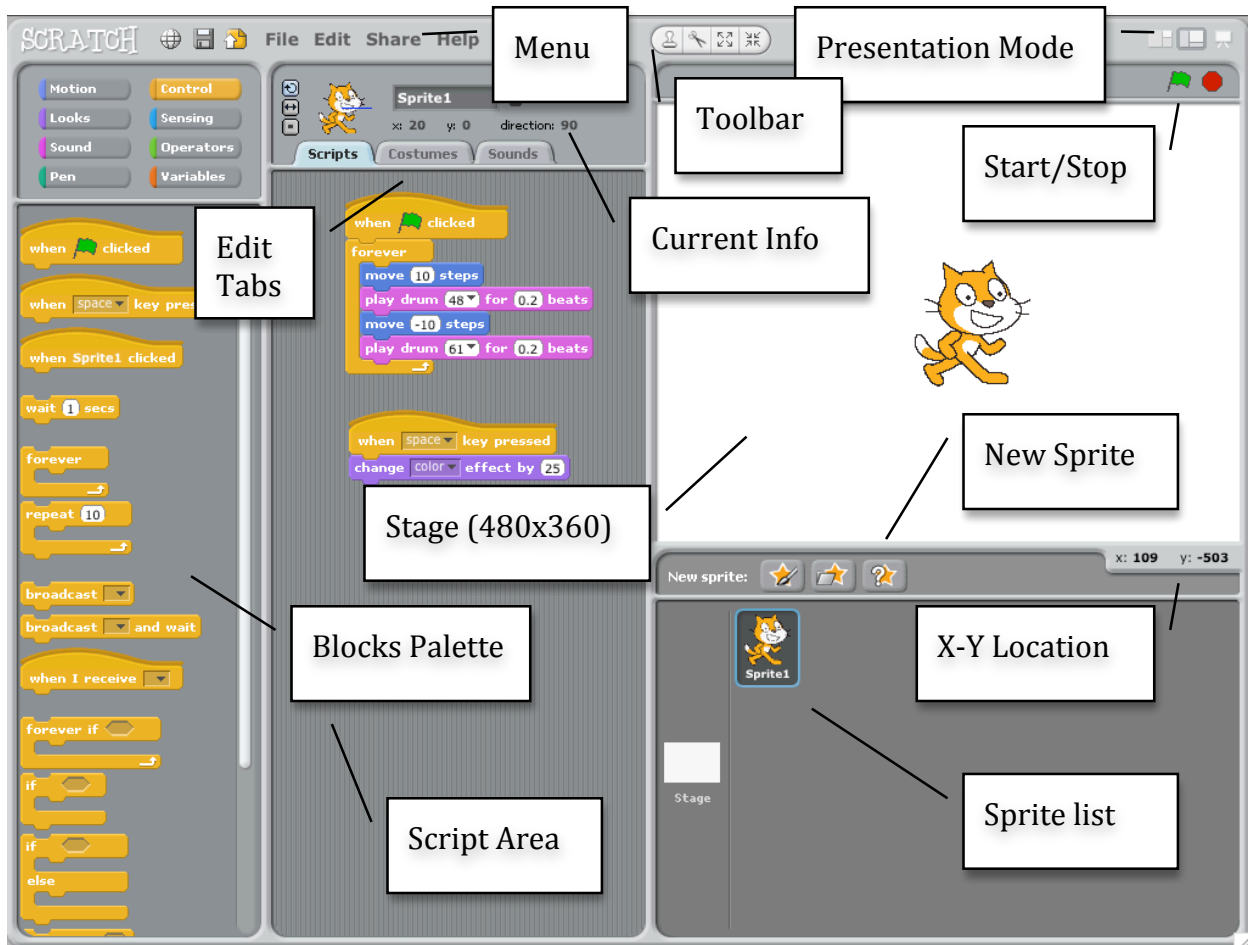 SCRATCH
File Edit Share Help
Menu
Presentation Mode
Motion Control
Looks Sensing
Sound Operators
Pen Variables
Sprite1
x: 20 y: 0 direction: 90
Scripts Costumes Sounds
Toolbar
Start/Stop
Edit
Tabs
Current Info
when clicked
when space key pres
when Sprite1 clicked
wait 1 secs
forever
repeat 10
broadcast
broadcast and wait
when I receive
forever if
if
if
else
when clicked
forever
move 10 steps
play drum 48 for 0.2 beats
move -10 steps
play drum 61 for 0.2 beats
when space key pressed
change color effect by 25
Stage (480x360)
New Sprite
New sprite:
x: 109 y: -503
Blocks Palette
X-Y Location
Sprite1
Stage
Script Area
Sprite list